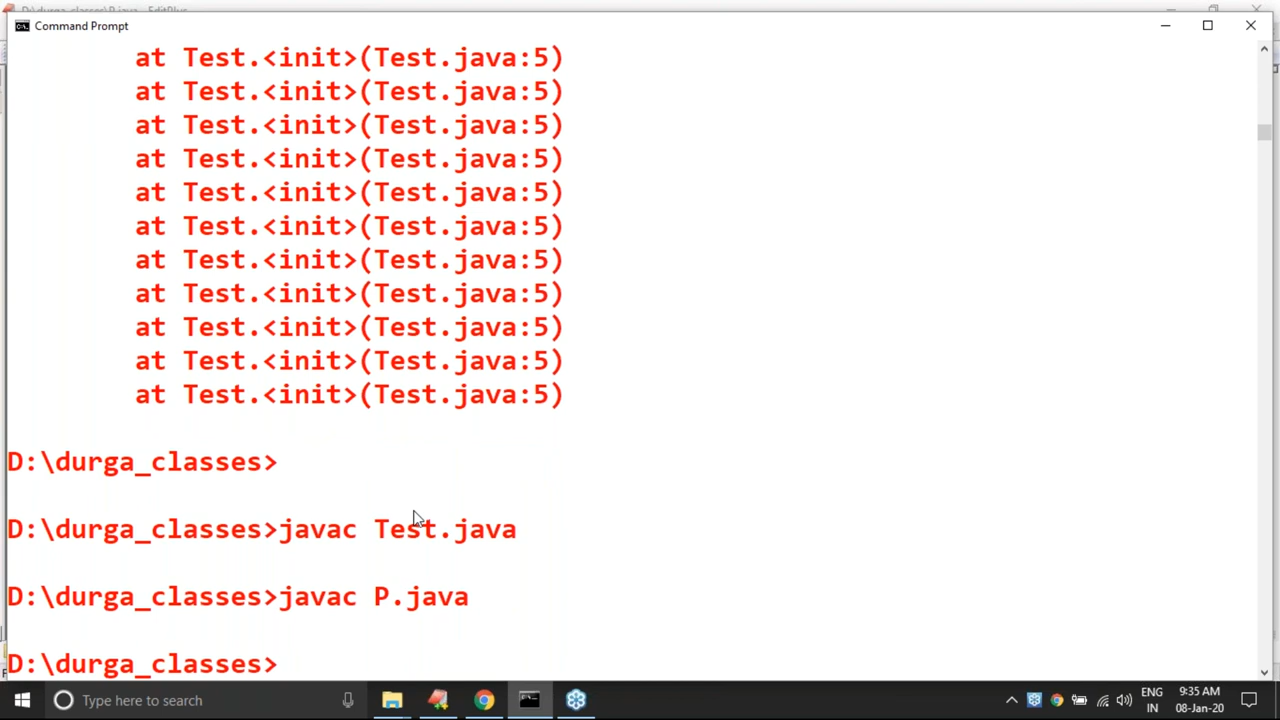 D:\durga_classes\P.java - EditPlus
Command Prompt
at Test.<init>(Test.java:5)
at Test.<init>(Test.java:5)
at Test.<init>(Test.java:5)
at Test.<init>(Test.java:5)
at Test.<init>(Test.java:5)
at Test.<init>(Test.java:5)
at Test.<init>(Test.java:5)
at Test.<init>(Test.java:5)
at Test.<init>(Test.java:5)
at Test.<init>(Test.java:5)
at Test.<init>(Test.java:5)
D:\durga_classes>
D:\durga_classes>javac Test.java
D:\durga_classes>javac P.java
D:\durga_classes>
Type here to search
ENG
IN
9:35 AM
08-Jan-20